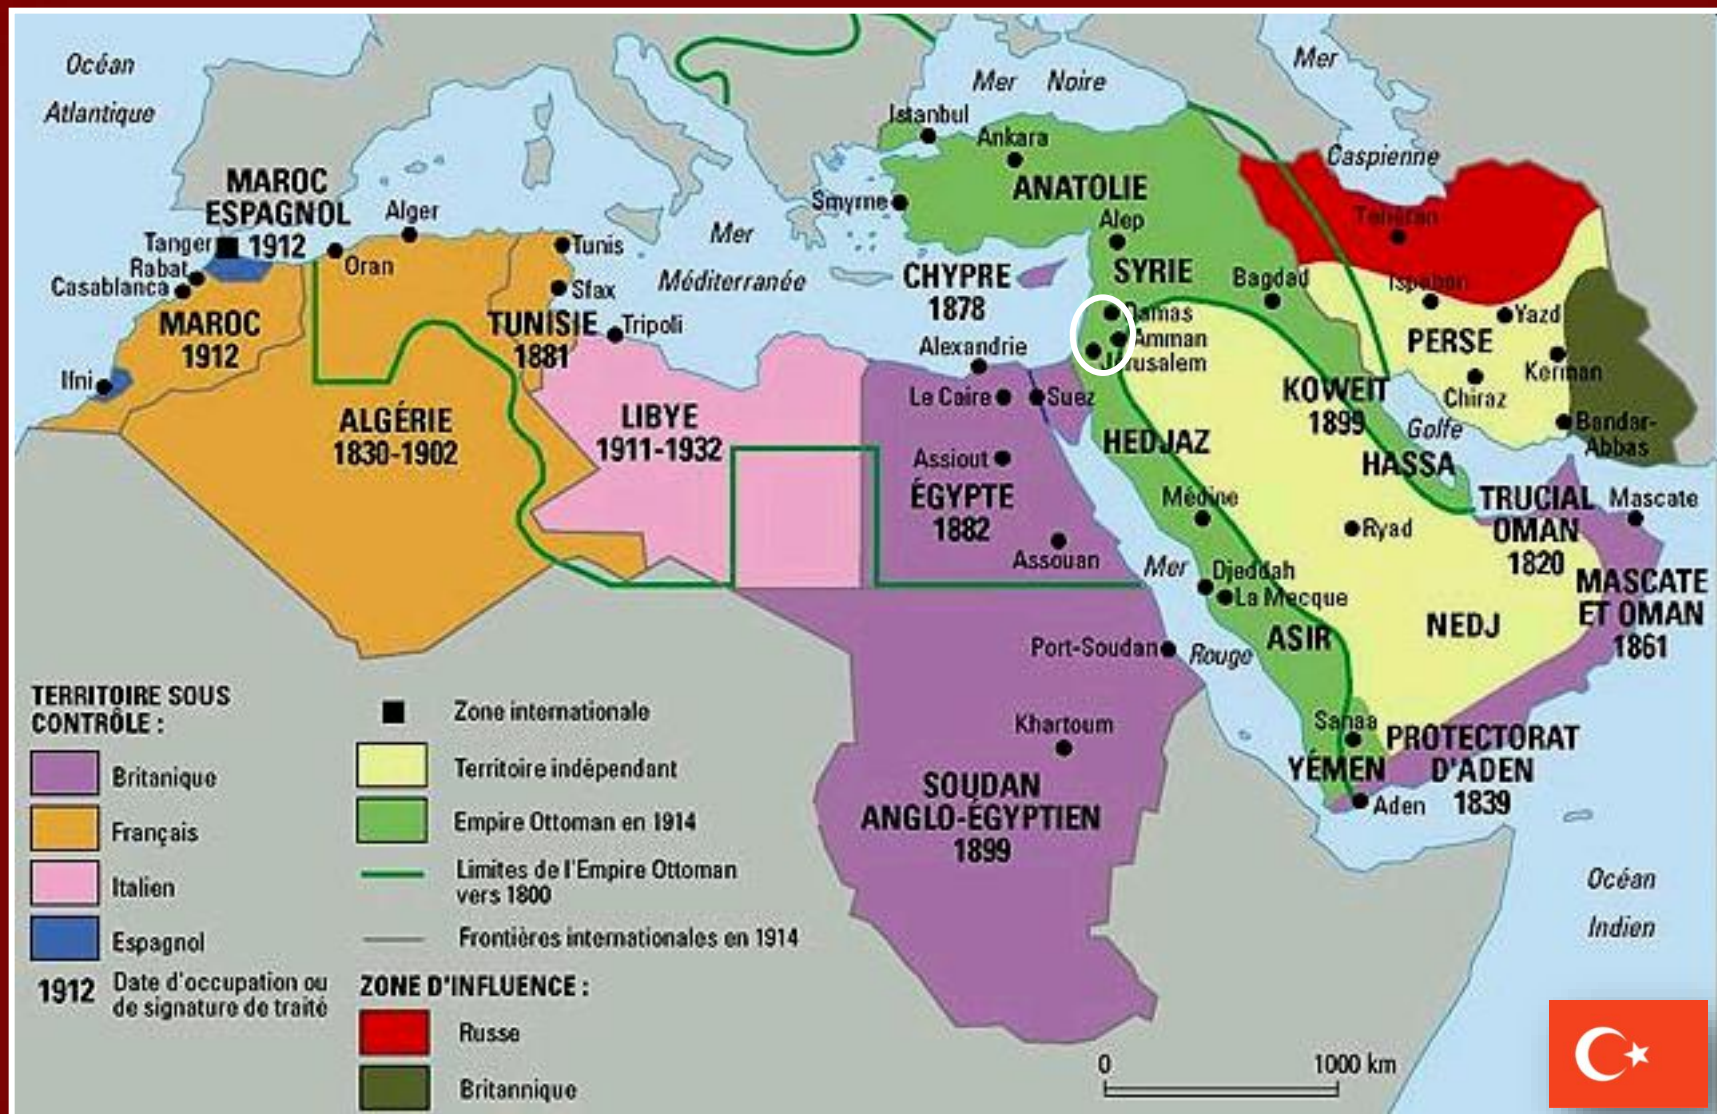 Océan
Atlantique
Mer Noire
Mer
Caspienne
Istanbul
Ankara
ANATOLIE
Smyrne
Alep
SYRIE
Bagdad
MAROC
ESPAGNOL
1912
Alger
Tanger
Oran
Rabat
Casablanca
MAROC
1912
Ifni
Tunis
Sfax
TUNISIE
1881
Tripoli
Mer
Méditerranée
CHYPRE
1878
Damas
Amman
Jérusalem
Alexandrie
Le Caire
Suez
Téhéran
Ispahan
Yazd
PERSE
Kerman
Chiraz
Bandar-
Abbas
KOWEIT
1899
Golfe
HASSA
ALGÉRIE
1830-1902
LIBYE
1911-1932
Assiout
ÉGYPTE
1882
Assouan
HEDJAZ
Médine
Mer
Rouge
Djeddah
La Mecque
Ryad
TRUCIAL
OMAN
1820
Mascate
MASCATE
ET OMAN
1861
NEDJ
ASIR
Port-Soudan
Khartoum
SOUDAN
ANGLO-ÉGYPTIEN
1899
Sanaa
YÉMEN
PROTECTORAT
D'ADEN
1839
Aden
Océan
Indien
TERRITOIRE SOUS
CONTRÔLE :
Britanique
Français
Italien
Espagnol
1912 Date d'occupation ou
de signature de traité
Zone internationale
Territoire indépendant
Empire Ottoman en 1914
Limites de l'Empire Ottoman
vers 1800
Frontières internationales en 1914
ZONE D'INFLUENCE :
Russe
Britannique
0 1000 km